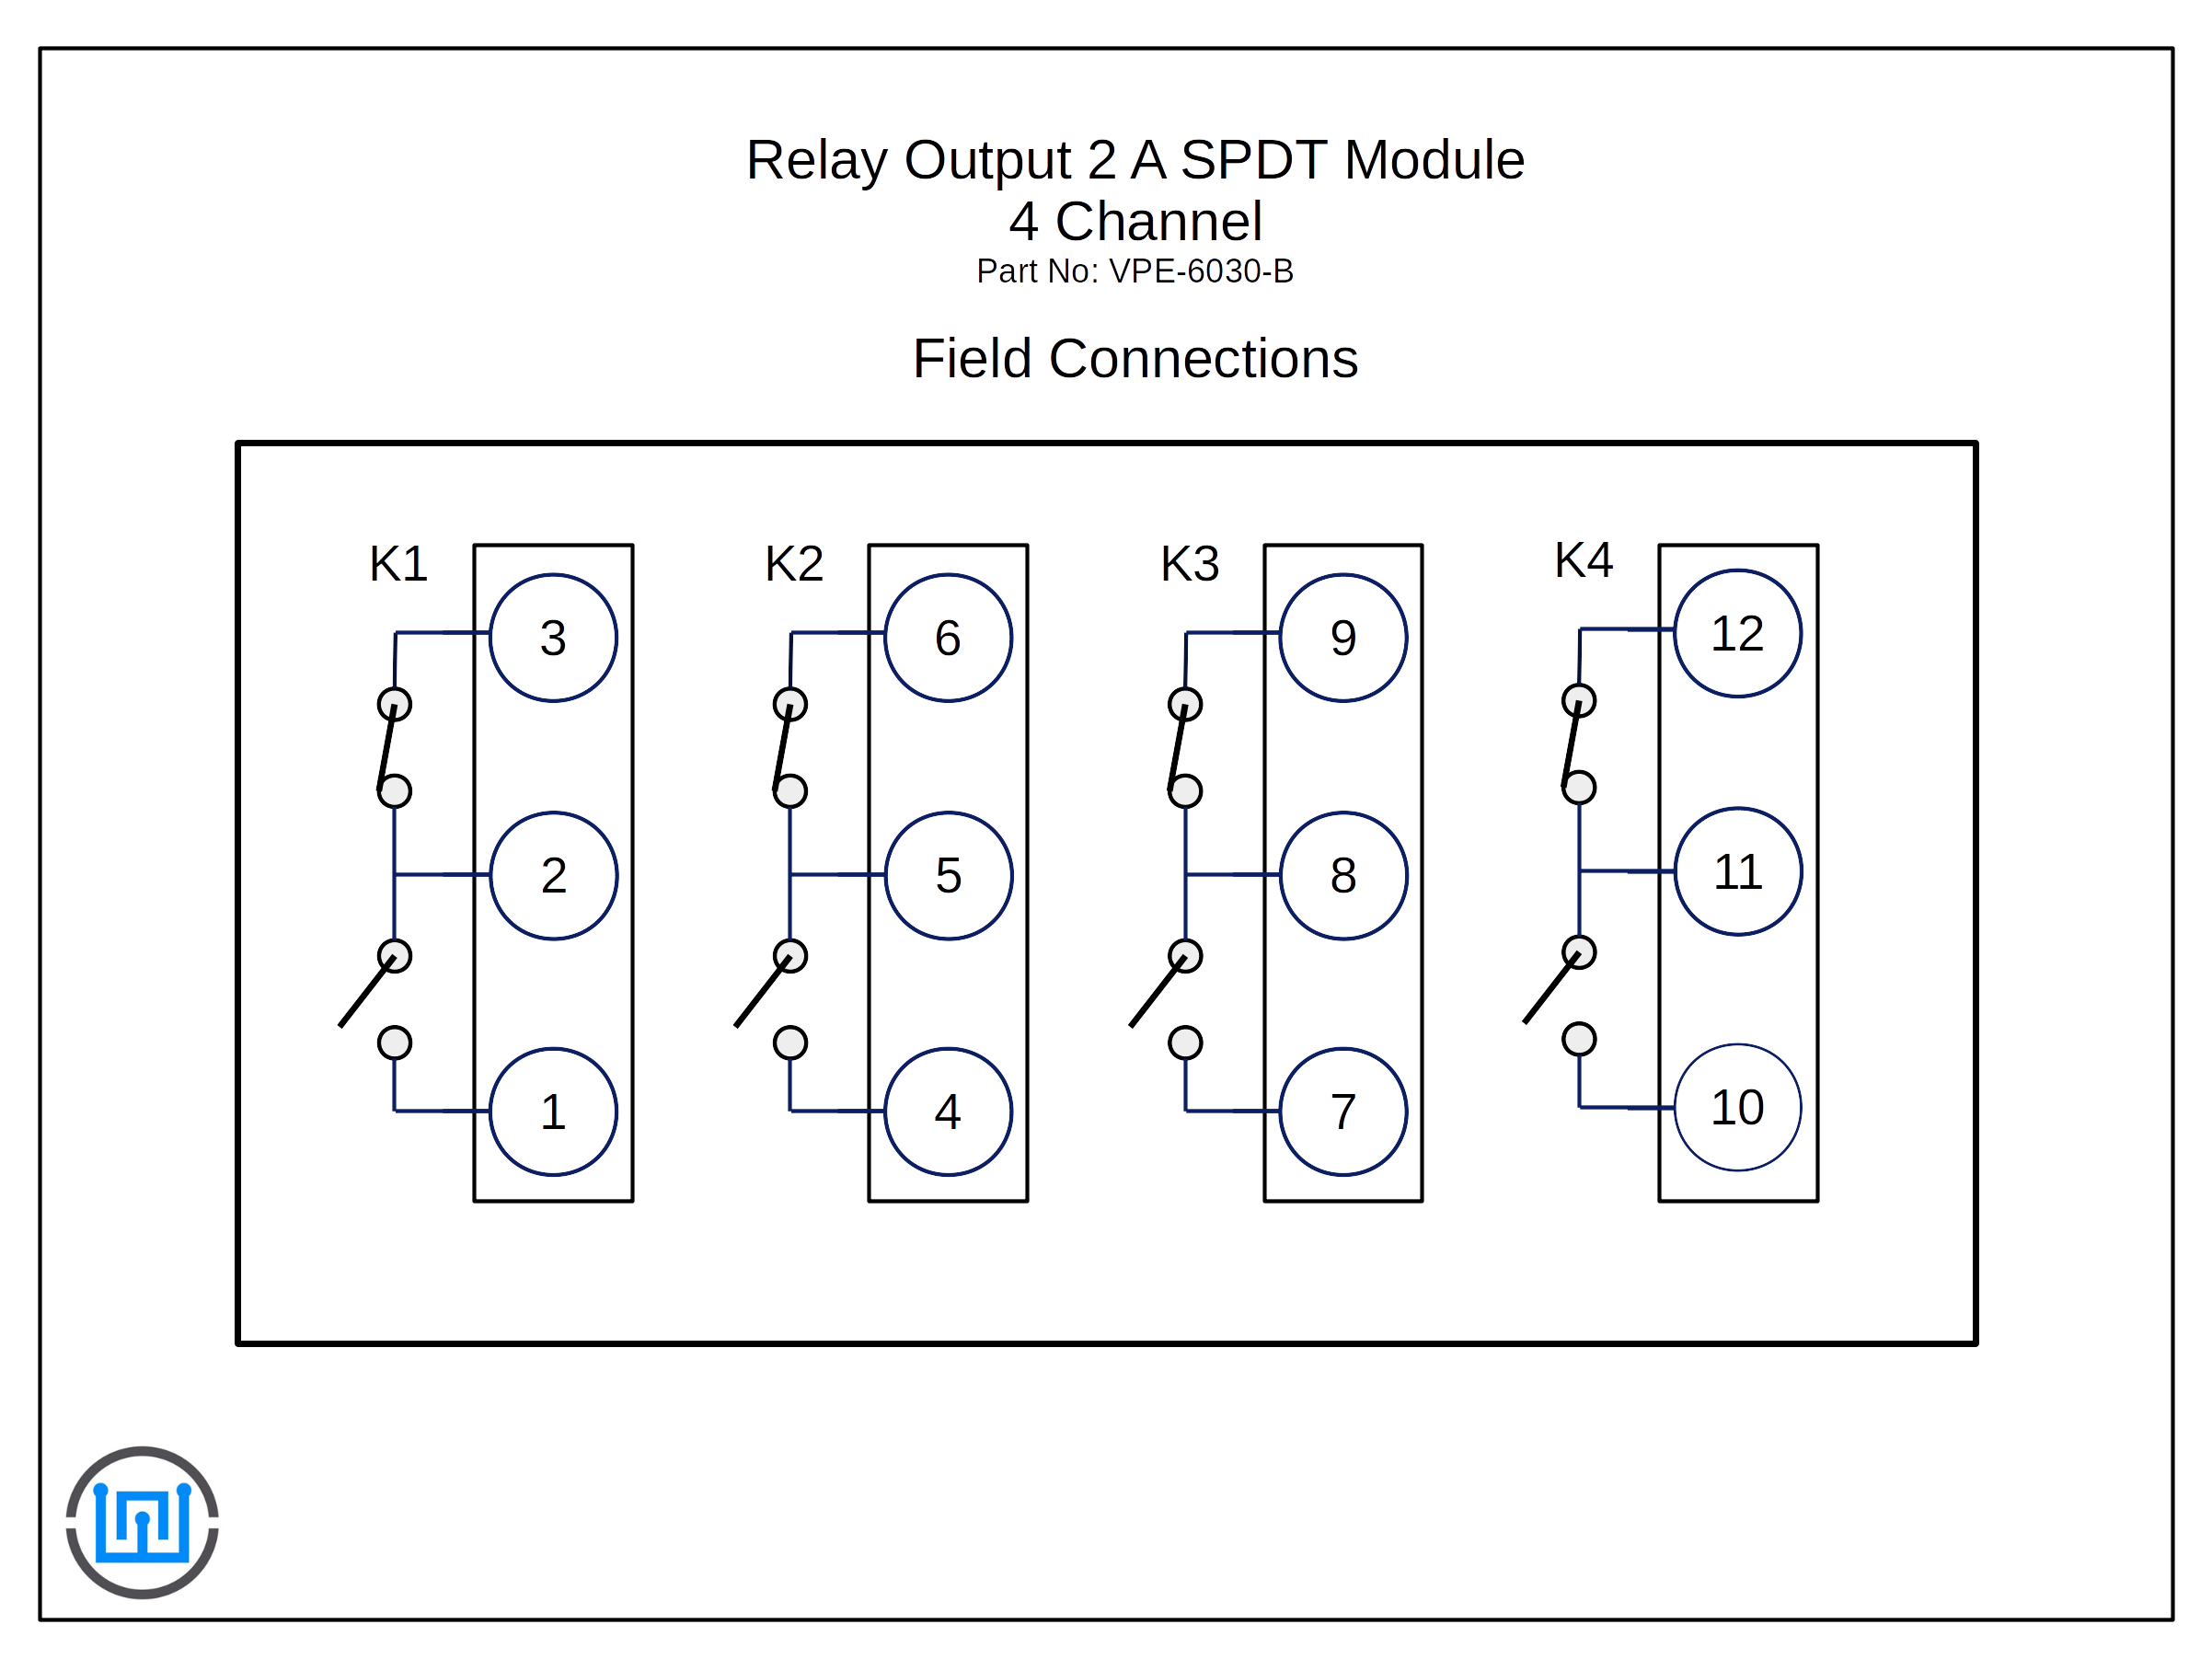 Relay Output 2 A SPDT Module
4 Channel
Part No: VPE-6030-B
Field Connections
K1
K2
K3
K4
3
6
9
12
2
5
8
11
1
4
7
10